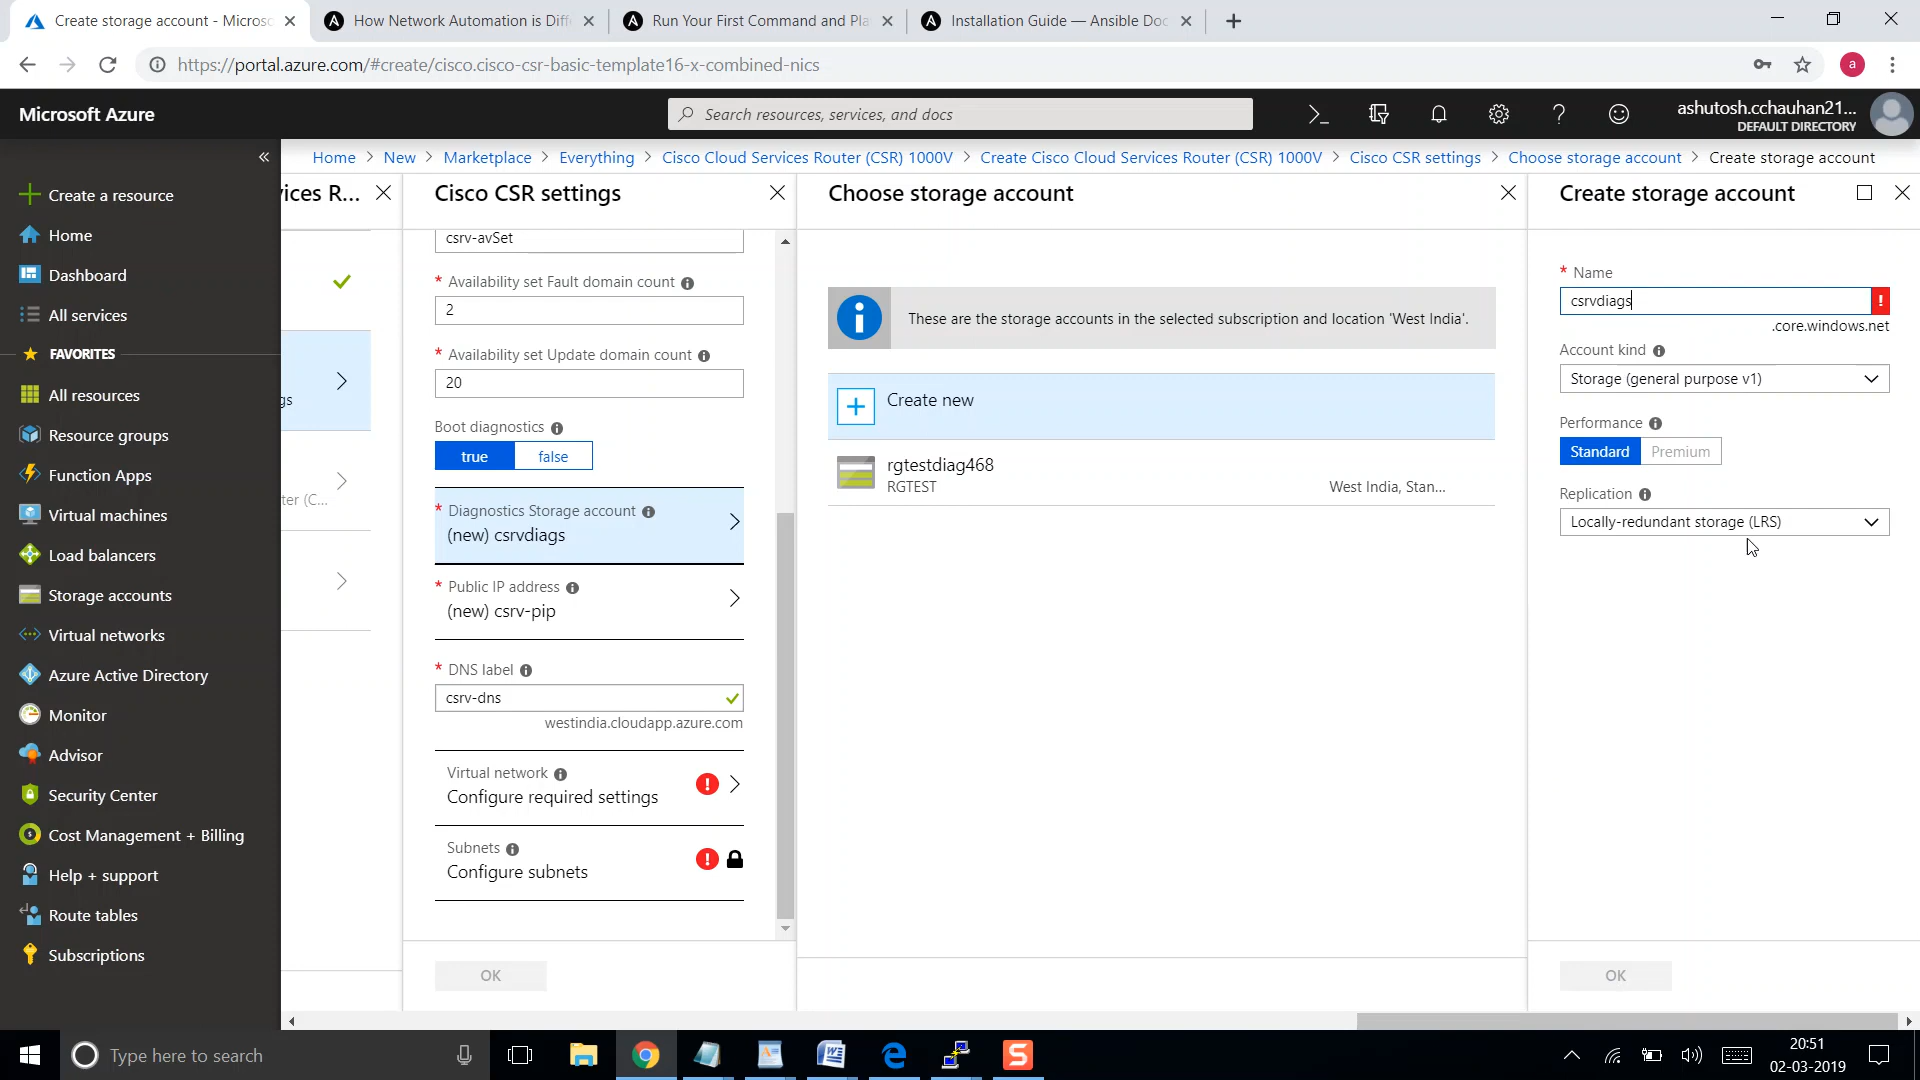 Create storage account - Microso
How Network Automation is Diff
Run Your First Command and Pla
Installation Guide — Ansible Doc
https://portal.azure.com/#create/cisco.cisco-csr-basic-template16-x-combined-nics
a
Microsoft Azure
Search resources, services, and docs
ashutosh.cchauhan21...
DEFAULT DIRECTORY
Home > New > Marketplace > Everything > Cisco Cloud Services Router (CSR) 1000V > Create Cisco Cloud Services Router (CSR) 1000V > Cisco CSR settings > Choose storage account > Create storage account
Create a resource
Home
Dashboard
All services
FAVORITES
All resources
Resource groups
Function Apps
Virtual machines
Load balancers
Storage accounts
Virtual networks
Azure Active Directory
Monitor
Advisor
Security Center
Cost Management + Billing
Help + support
Route tables
Subscriptions
vices R...
gs
ter (C...
Cisco CSR settings
csrv-avSet
* Availability set Fault domain count
2
* Availability set Update domain count
20
Boot diagnostics
true false
* Diagnostics Storage account
(new) csrvdiags
* Public IP address
(new) csrv-pip
* DNS label
csrv-dns
westindia.cloudapp.azure.com
Virtual network
Configure required settings
Subnets
Configure subnets
OK
Choose storage account
These are the storage accounts in the selected subscription and location 'West India'.
Create new
rgtestdiag468
RGTEST
West India, Stan...
Create storage account
* Name
csrvdiags
.core.windows.net
Account kind
Storage (general purpose v1)
Performance
Standard Premium
Replication
Locally-redundant storage (LRS)
OK
Type here to search
20:51
02-03-2019